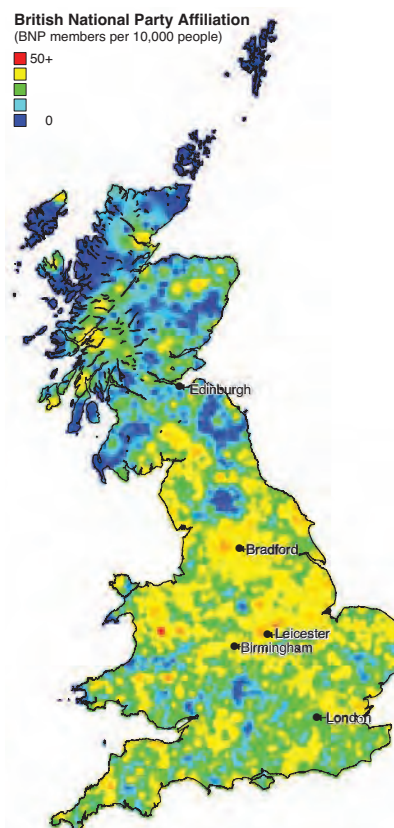 British National Party Affiliation
(BNP members per 10,000 people)
50+
0
Edinburgh
Bradford
Leicester
Birmingham
London